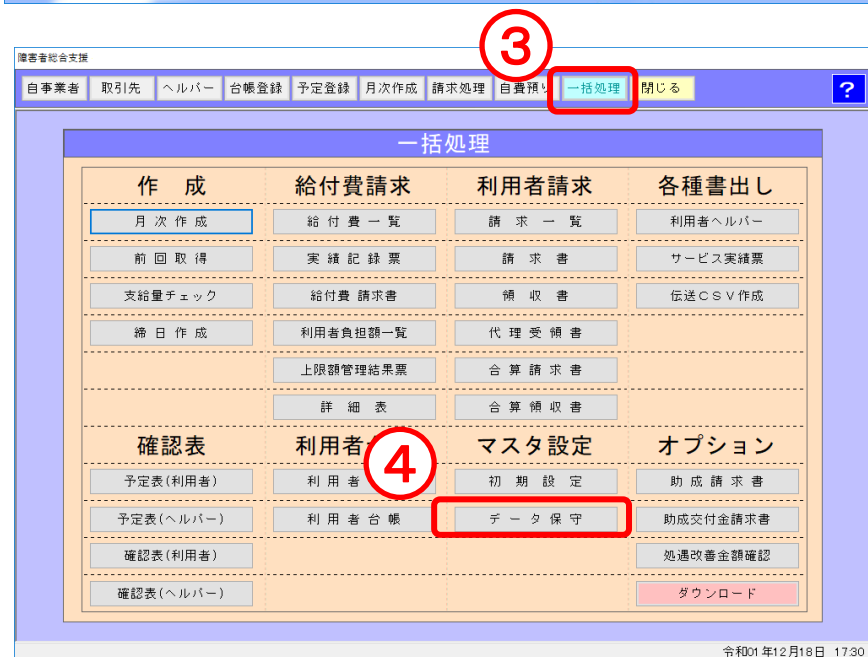 ③
障害者総合支援
自事業者 取引先 ヘルパー 台帳登録 予定登録 月次作成 請求処理 自費預り 一括処理 閉じる ?
一括処理
作 成 給付費請求 利用者請求 各種書出し
月 次 作 成 給 付 費 一 覧 請 求 一 覧 利用者ヘルパー
前 回 取 得 実 績 記 録 票 請 求 書 サービス実績票
支給量チェック 給付費 請求書 領 収 書 伝送CSV作成
締 日 作 成 利用者負担額一覧 代 理 受 領 書
上限額管理結果票 合 算 請 求 書
詳 細 表 合 算 領 収 書
確認表 利用者 マスタ設定 オプション
④
予定表(利用者) 利 用 者 初 期 設 定 助 成 請 求 書
予定表(ヘルパー) 利 用 者 台 帳 デ ー タ 保 守 助成交付金請求書
確認表(利用者) 処遇改善金額確認
確認表(ヘルパー) ダウンロード
令和01年12月18日 17:30